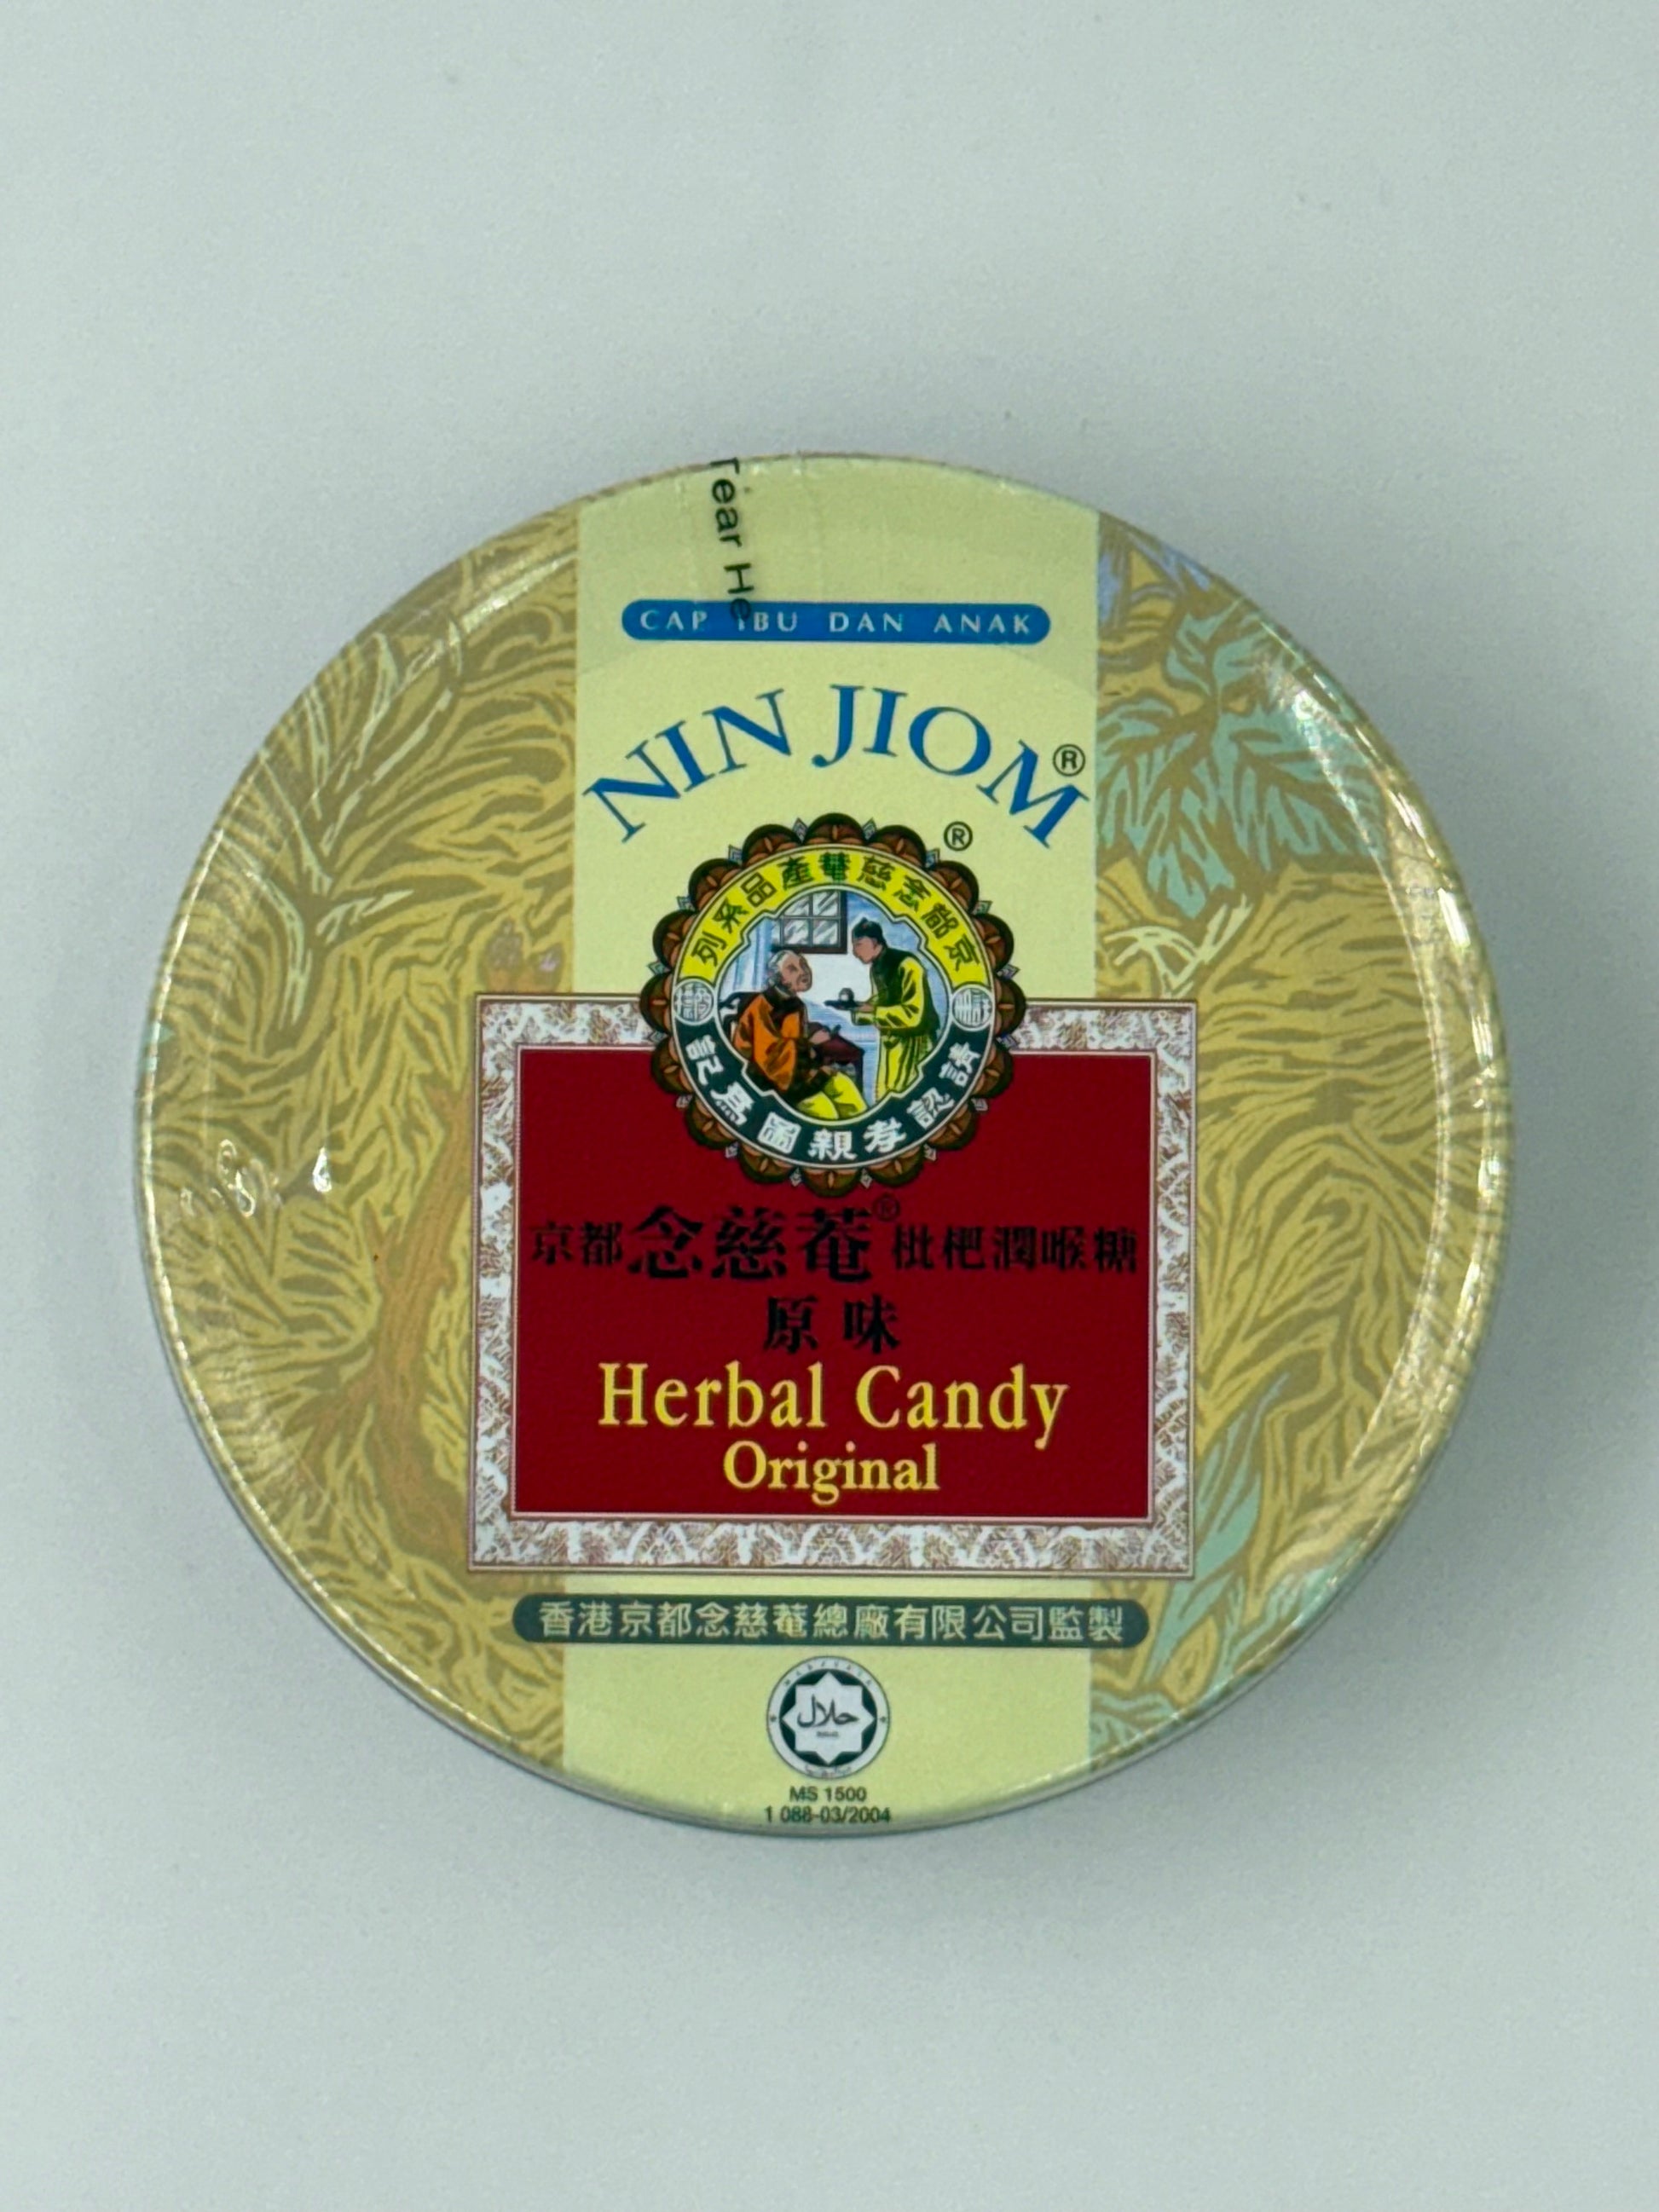 Tear He
CAP IBU DAN ANAK
NIN JIOM®
®
京都念慈菴產品系列
請認孝親圖為記
京都念慈菴®枇杷潤喉糖
原味
Herbal Candy
Original
香港京都念慈菴總廠有限公司監製
حلال
MS 1500
1 088-03/2004